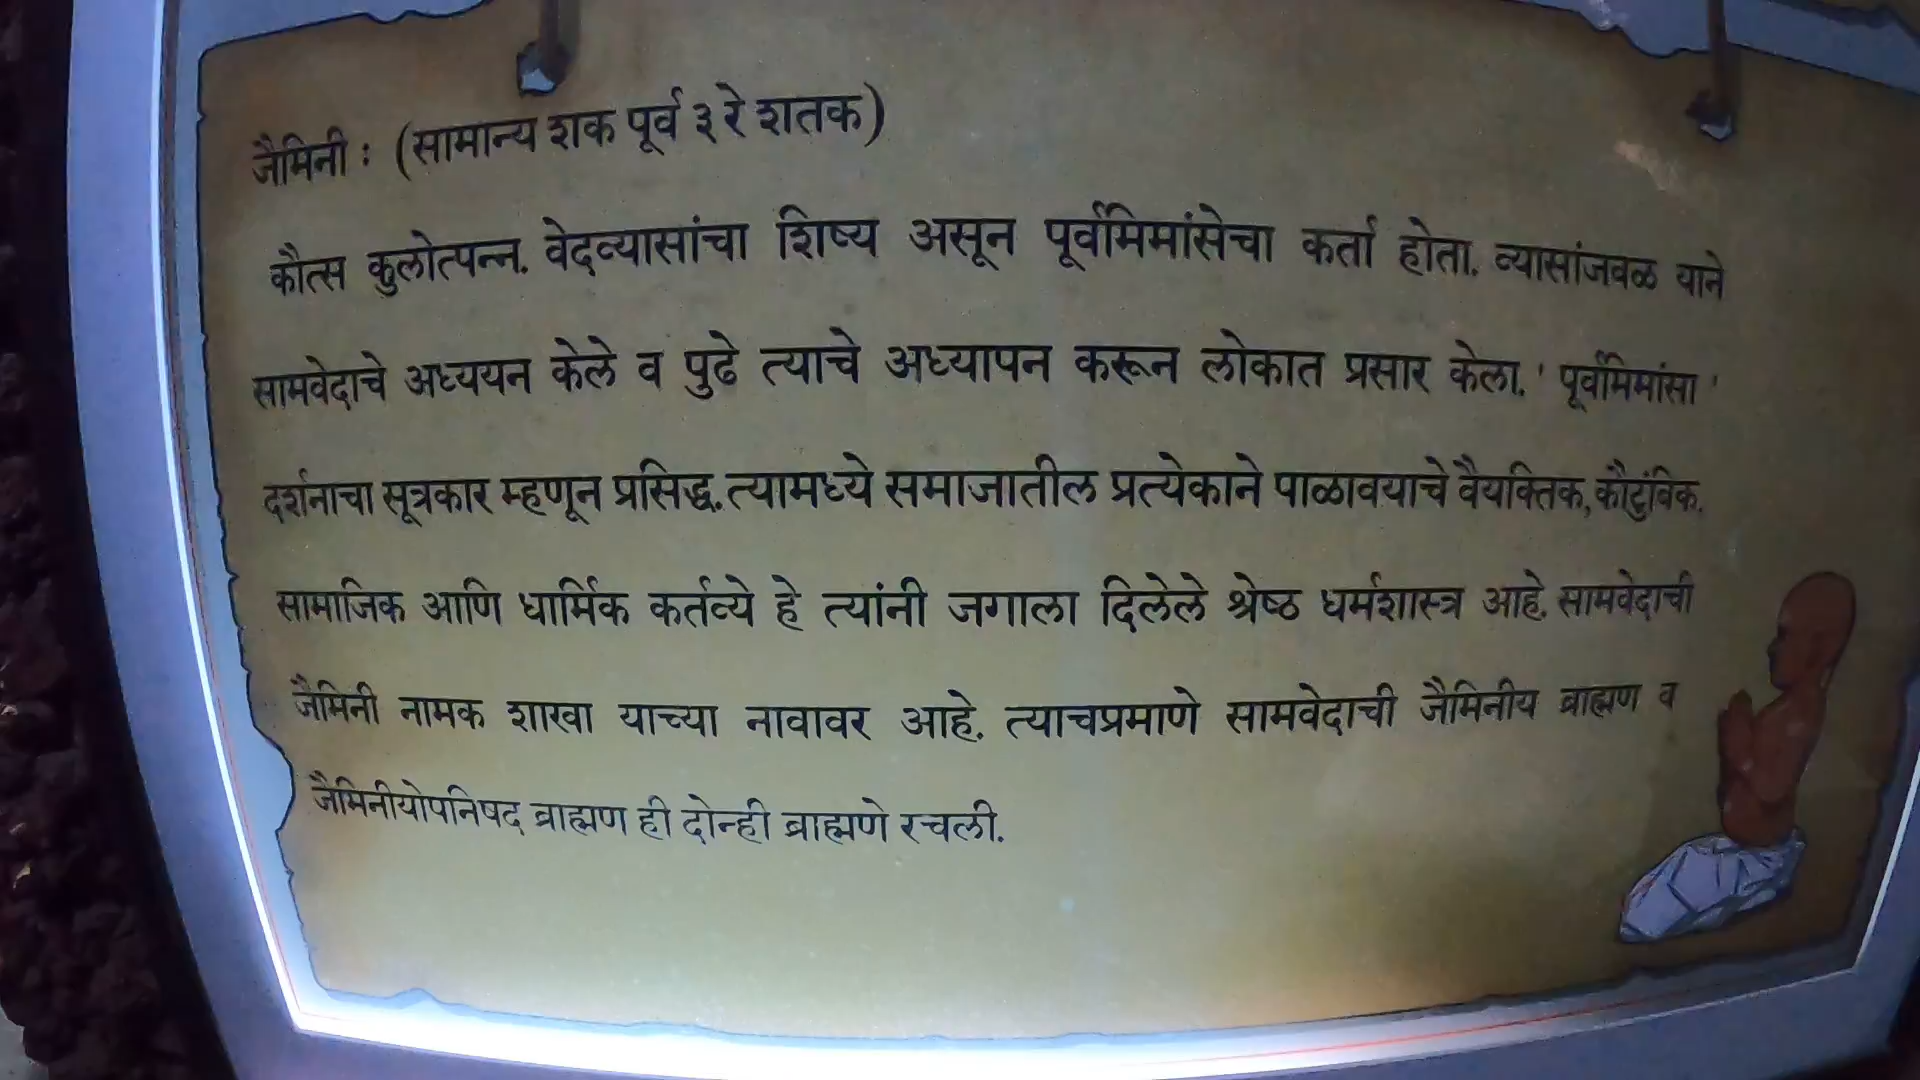 जैमिनी : (सामान्य शक पूर्व ३ रे शतक)
कौत्स कुलोत्पन्न. वेदव्यासांचा शिष्य असून पूर्वमिमांसेचा कर्ता होता. व्यासांजवळ याने
सामवेदाचे अध्ययन केले व पुढे त्याचे अध्यापन करून लोकात प्रसार केला. ' पूर्वमिमांसा '
दर्शनाचा सूत्रकार म्हणून प्रसिद्ध. त्यामध्ये समाजातील प्रत्येकाने पाळावयाचे वैयक्तिक, कौटुंबिक,
सामाजिक आणि धार्मिक कर्तव्ये हे त्यांनी जगाला दिलेले श्रेष्ठ धर्मशास्त्र आहे. सामवेदाची
जैमिनी नामक शाखा याच्या नावावर आहे. त्याचप्रमाणे सामवेदाची जैमिनीय ब्राह्मण व
जैमिनीयोपनिषद ब्राह्मण ही दोन्ही ब्राह्मणे रचली.